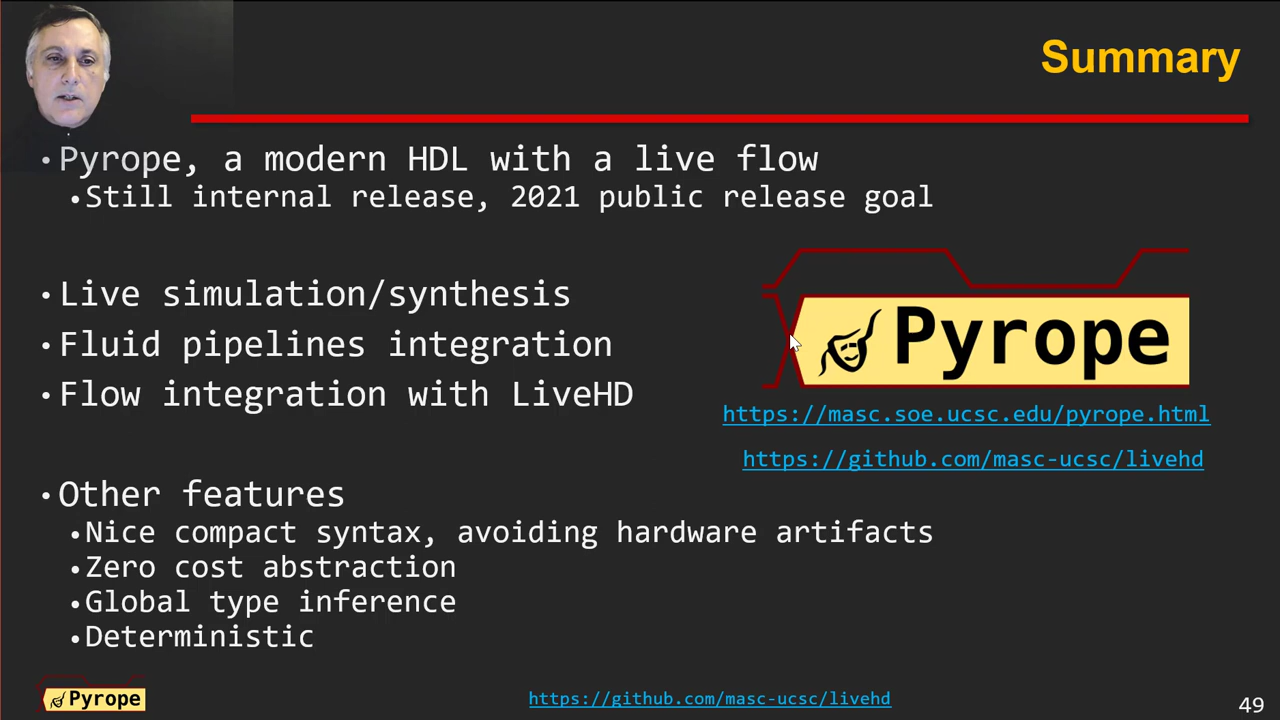 Summary
• Pyrope, a modern HDL with a live flow
• Still internal release, 2021 public release goal
• Live simulation/synthesis
• Fluid pipelines integration
• Flow integration with LiveHD
Pyrope
https://masc.soe.ucsc.edu/pyrope.html
https://github.com/masc-ucsc/livehd
• Other features
• Nice compact syntax, avoiding hardware artifacts
• Zero cost abstraction
• Global type inference
• Deterministic
Pyrope
https://github.com/masc-ucsc/livehd
49